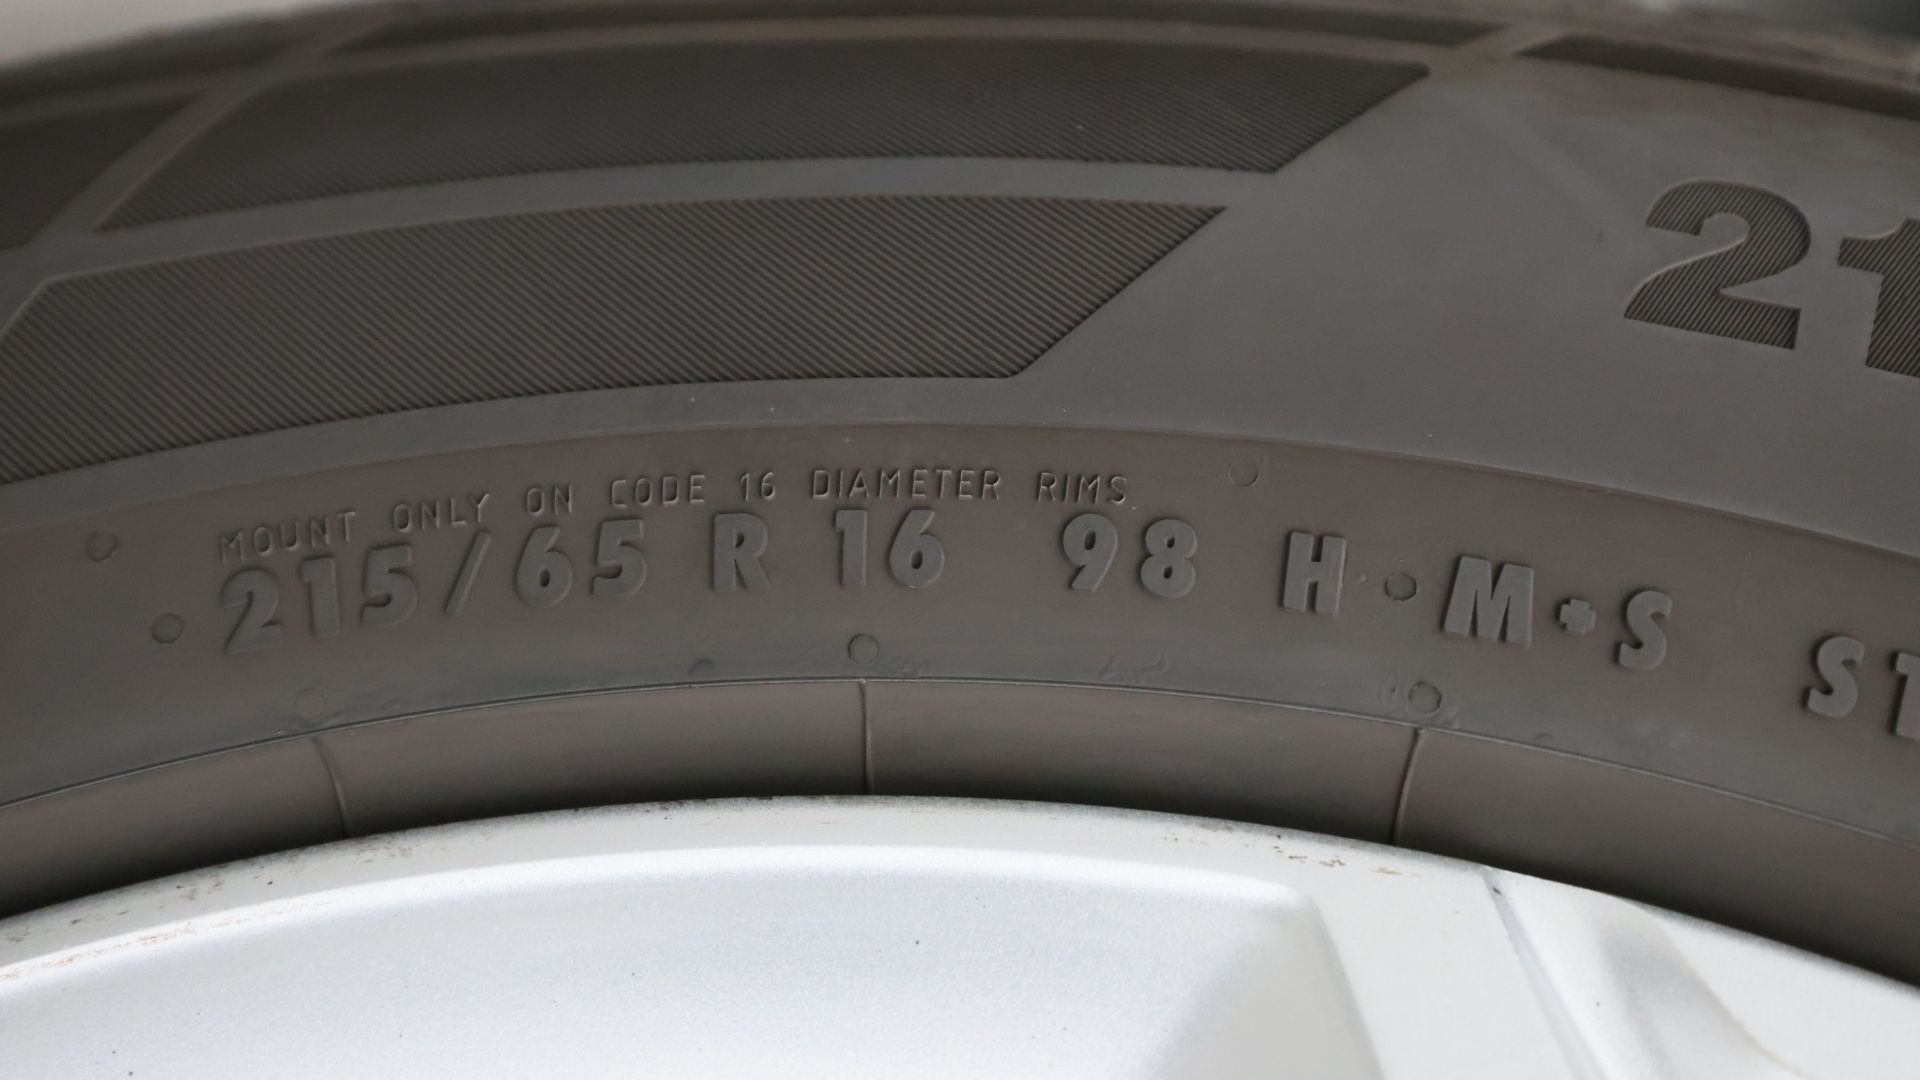 MOUNT ONLY ON CODE 16 DIAMETER RIMS
215/65 R 16 98 H · M+S